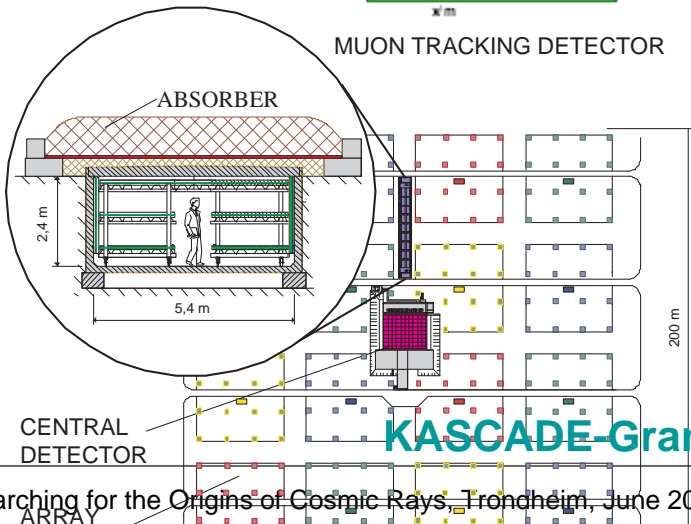 x/m
MUON TRACKING DETECTOR
ABSORBER
2,4 m
5,4 m
200 m
CENTRAL
DETECTOR
KASCADE-Gran
arching for the Origins of Cosmic Rays, Trondheim, June 20
ARRAY